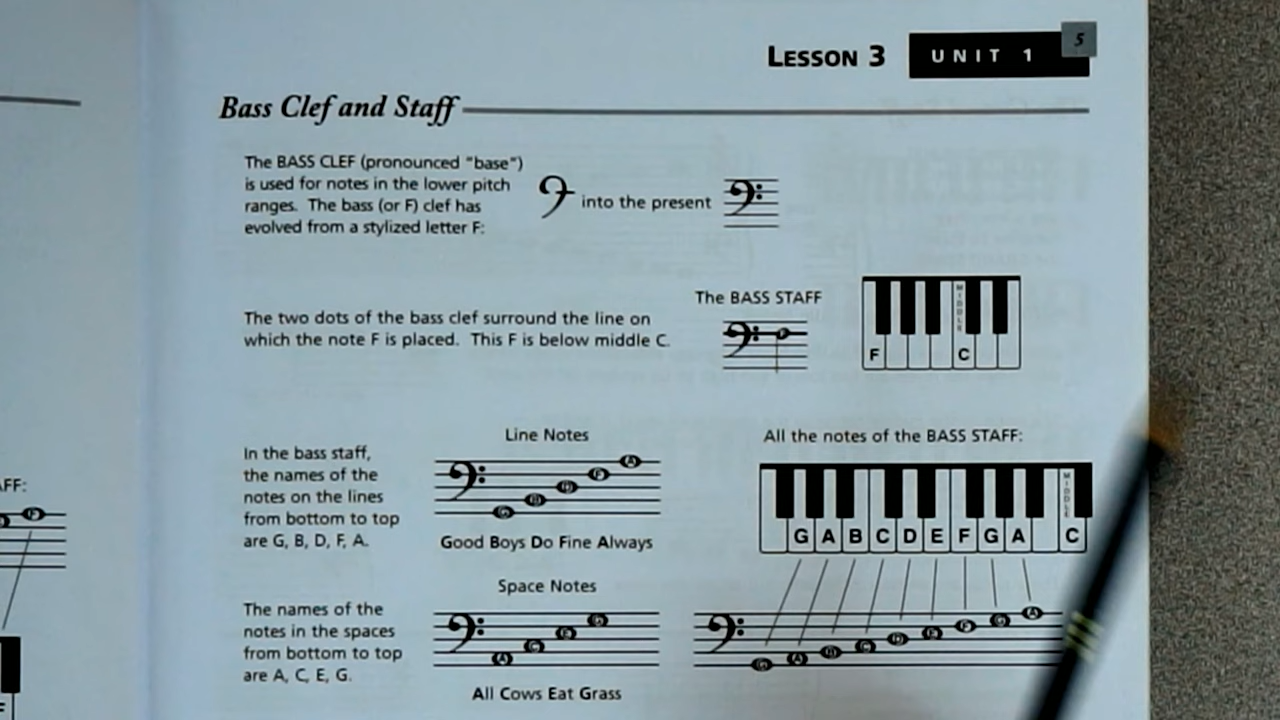 5
LESSON 3 UNIT 1
Bass Clef and Staff
The BASS CLEF (pronounced "base")
is used for notes in the lower pitch
ranges. The bass (or F) clef has
evolved from a stylized letter F:
into the present
The BASS STAFF
The two dots of the bass clef surround the line on
which the note F is placed. This F is below middle C.
MIDDLE
F C
Line Notes
All the notes of the BASS STAFF:
In the bass staff,
the names of the
notes on the lines
from bottom to top
are G, B, D, F, A.
G B D F A
Good Boys Do Fine Always
MIDDLE
G A B C D E F G A C
Space Notes
The names of the
notes in the spaces
from bottom to top
are A, C, E, G.
A C E G
All Cows Eat Grass
G A B C D E F G A
AFF:
F
F